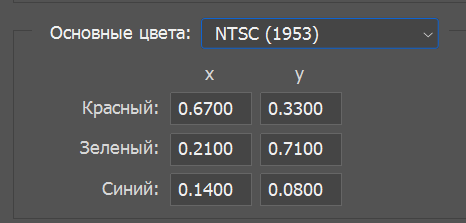 Основные цвета: NTSC (1953)
x y
Красный: 0.6700 0.3300
Зеленый: 0.2100 0.7100
Синий: 0.1400 0.0800